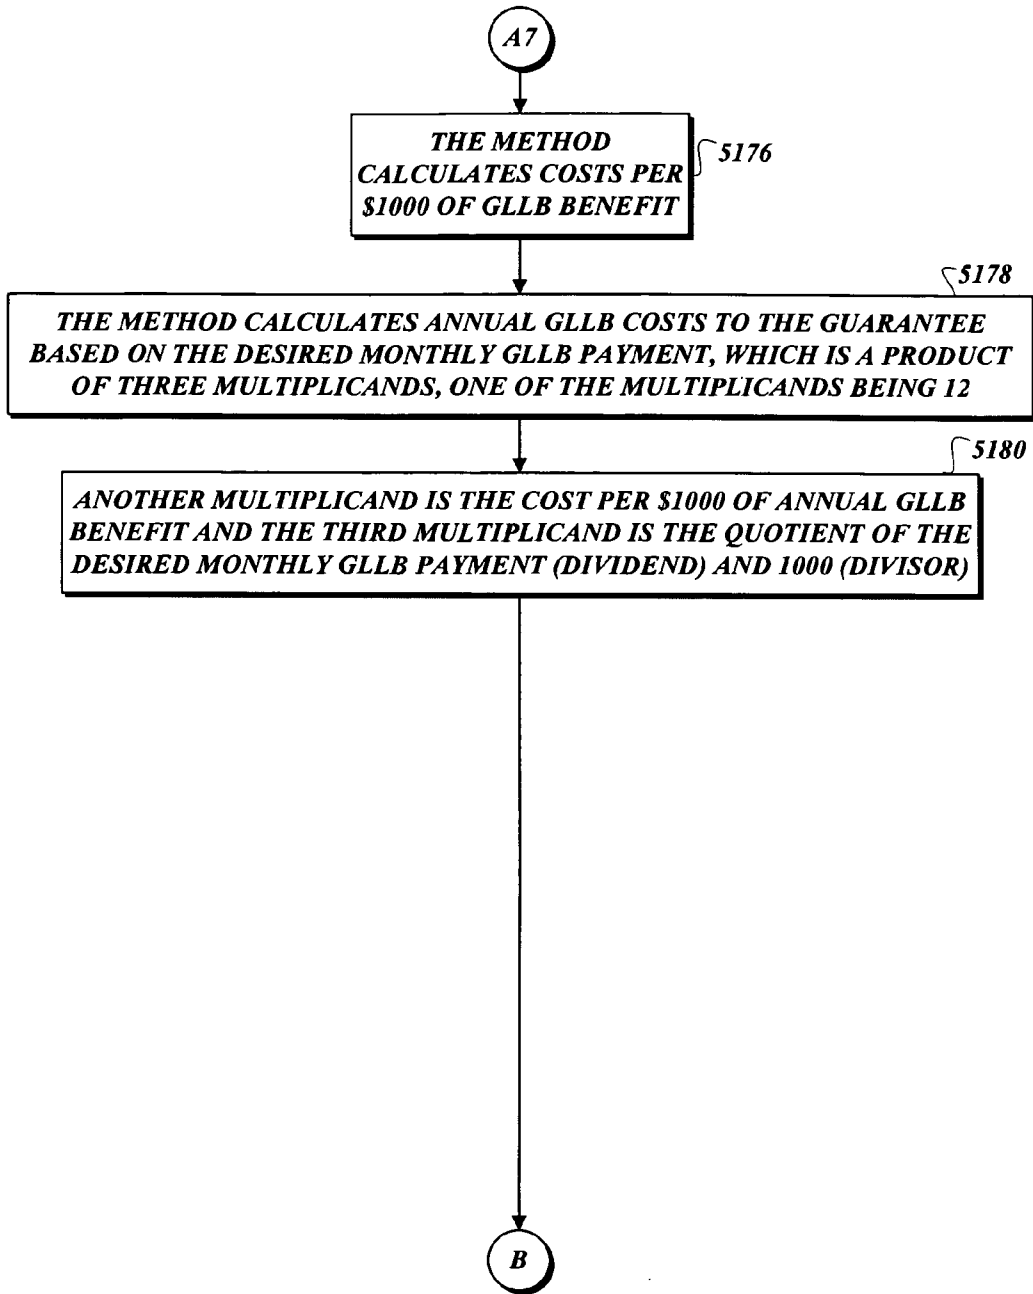 A7
THE METHOD
CALCULATES COSTS PER
$1000 OF GLLB BENEFIT
5176
5178
THE METHOD CALCULATES ANNUAL GLLB COSTS TO THE GUARANTEE
BASED ON THE DESIRED MONTHLY GLLB PAYMENT, WHICH IS A PRODUCT
OF THREE MULTIPLICANDS, ONE OF THE MULTIPLICANDS BEING 12
5180
ANOTHER MULTIPLICAND IS THE COST PER $1000 OF ANNUAL GLLB
BENEFIT AND THE THIRD MULTIPLICAND IS THE QUOTIENT OF THE
DESIRED MONTHLY GLLB PAYMENT (DIVIDEND) AND 1000 (DIVISOR)
B